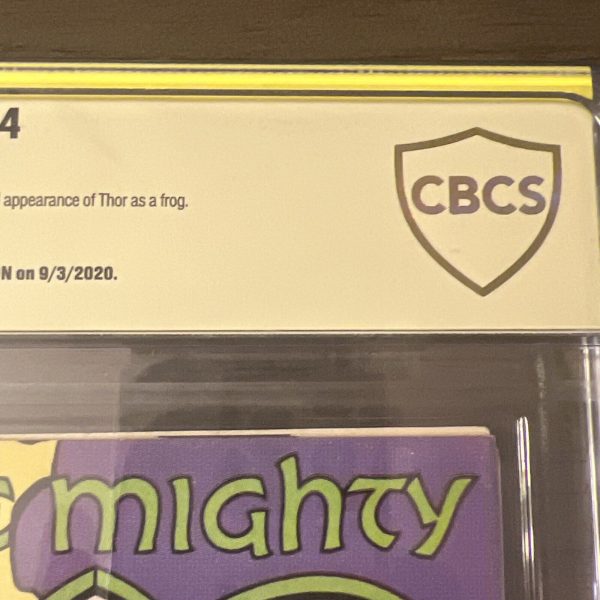 4
appearance of Thor as a frog.
CBCS
N on 9/3/2020.
mighty